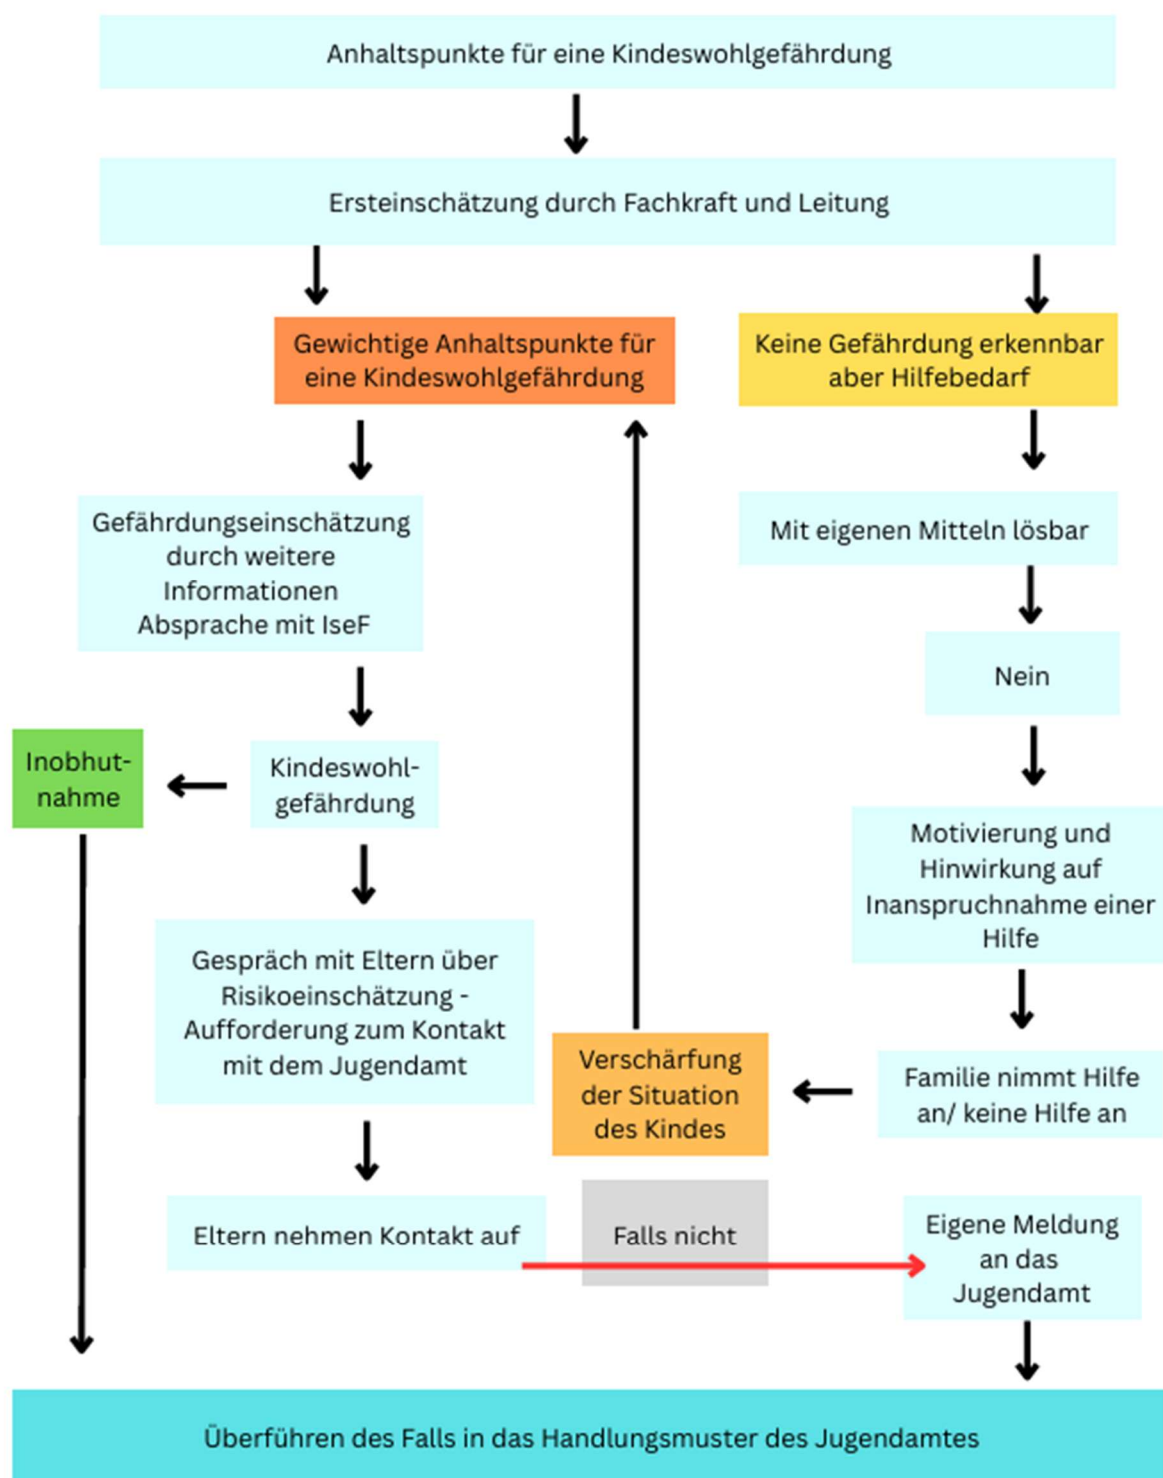 Anhaltspunkte für eine Kindeswohlgefährdung
Ersteinschätzung durch Fachkraft und Leitung
Gewichtige Anhaltspunkte für
eine Kindeswohlgefährdung
Keine Gefährdung erkennbar
aber Hilfebedarf
Gefährdungseinschätzung
durch weitere
Informationen
Absprache mit IseF
Mit eigenen Mitteln lösbar
Nein
Inobhut-
nahme
Kindeswohl-
gefährdung
Motivierung und
Hinwirkung auf
Inanspruchnahme einer
Hilfe
Gespräch mit Eltern über
Risikoeinschätzung -
Aufforderung zum Kontakt
mit dem Jugendamt
Verschärfung
der Situation
des Kindes
Familie nimmt Hilfe
an/ keine Hilfe an
Eltern nehmen Kontakt auf
Falls nicht
Eigene Meldung
an das
Jugendamt
Überführen des Falls in das Handlungsmuster des Jugendamtes